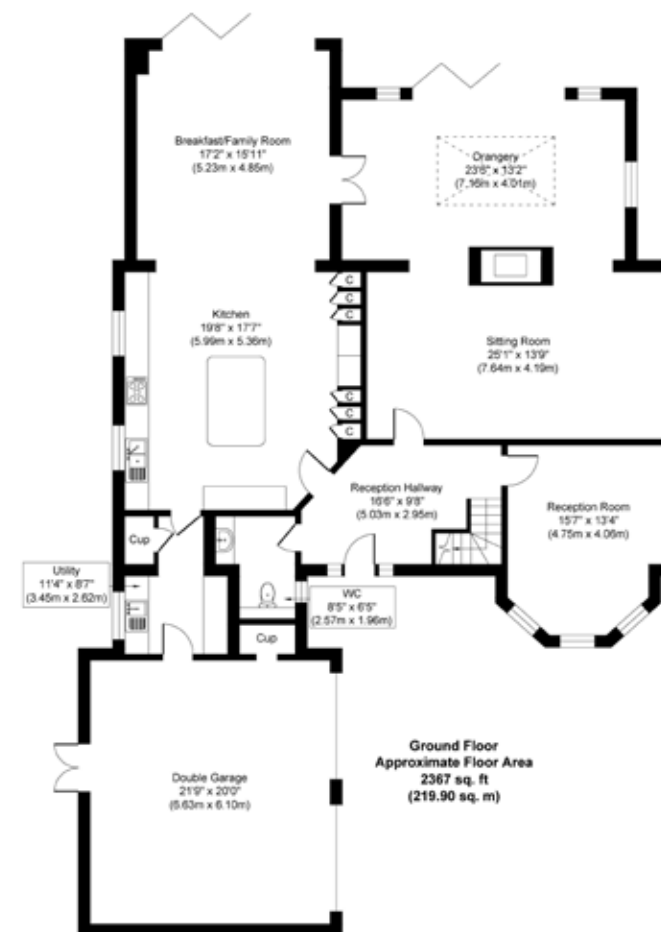 Breakfast/Family Room
17'2" x 15'11"
(5.23m x 4.85m)
Orangery
23'6" x 13'2"
(7.16m x 4.01m)
C
C
C
Kitchen
19'8" x 17'7"
(5.99m x 5.36m)
Sitting Room
25'1" x 13'9"
(7.64m x 4.19m)
C
C
C
Reception Hallway
16'6" x 9'8"
(5.03m x 2.95m)
Reception Room
15'7" x 13'4"
(4.75m x 4.06m)
Cup
Utility
11'4" x 8'7"
(3.45m x 2.62m)
WC
8'5" x 6'5"
(2.57m x 1.96m)
Cup
Ground Floor
Approximate Floor Area
2367 sq. ft
(219.90 sq. m)
Double Garage
21'9" x 20'0"
(6.63m x 6.10m)